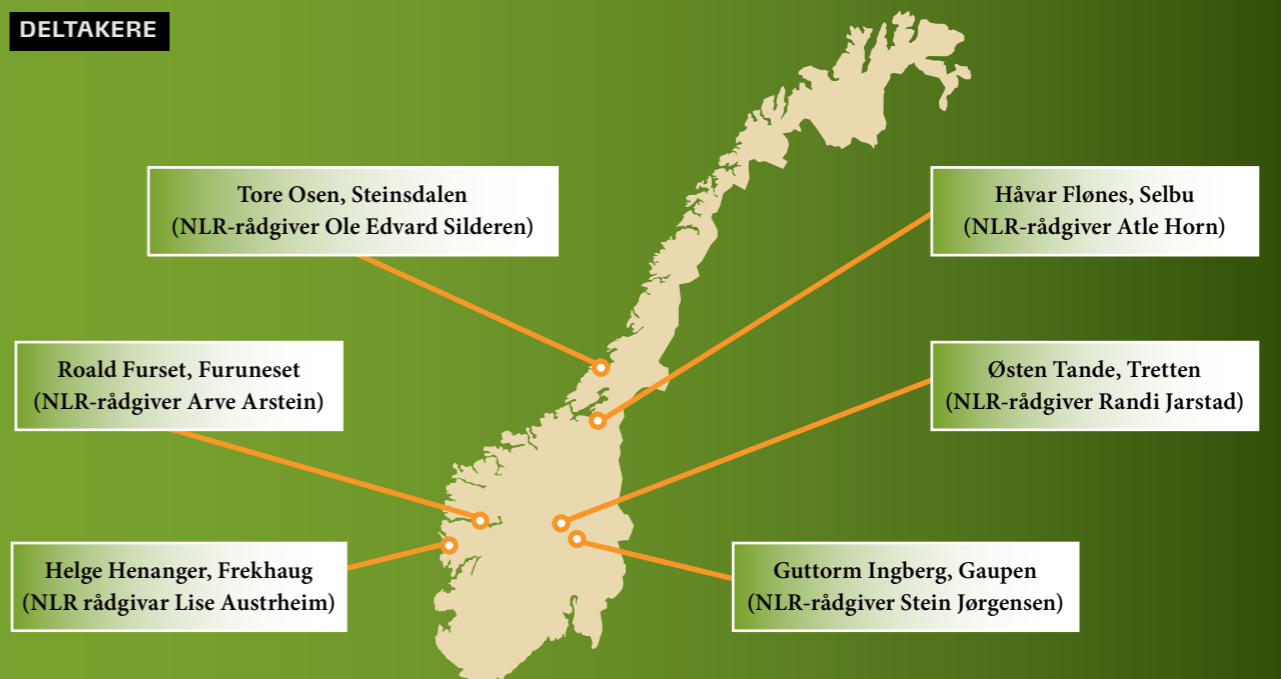 DELTAKERE
Tore Osen, Steinsdalen
(NLR-rådgiver Ole Edvard Silderen)
Håvar Flønes, Selbu
(NLR-rådgiver Atle Horn)
Roald Furset, Furuneset
(NLR-rådgiver Arve Arstein)
Østen Tande, Tretten
(NLR-rådgiver Randi Jarstad)
Helge Henanger, Frekhaug
(NLR rådgivar Lise Austrheim)
Guttorm Ingberg, Gaupen
(NLR-rådgiver Stein Jørgensen)